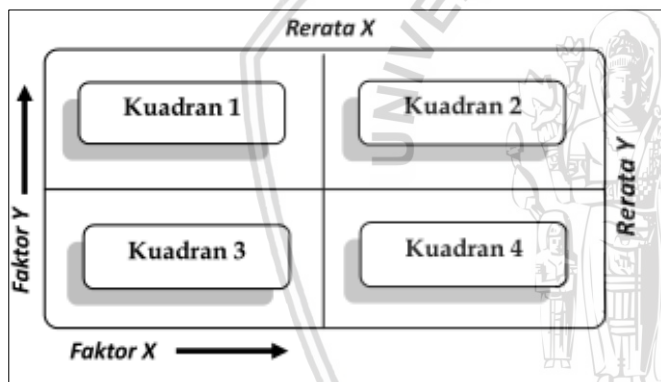 Rerata X
Kuadran 1
Kuadran 2
Faktor Y
Rerata Y
Kuadran 3
Kuadran 4
Faktor X